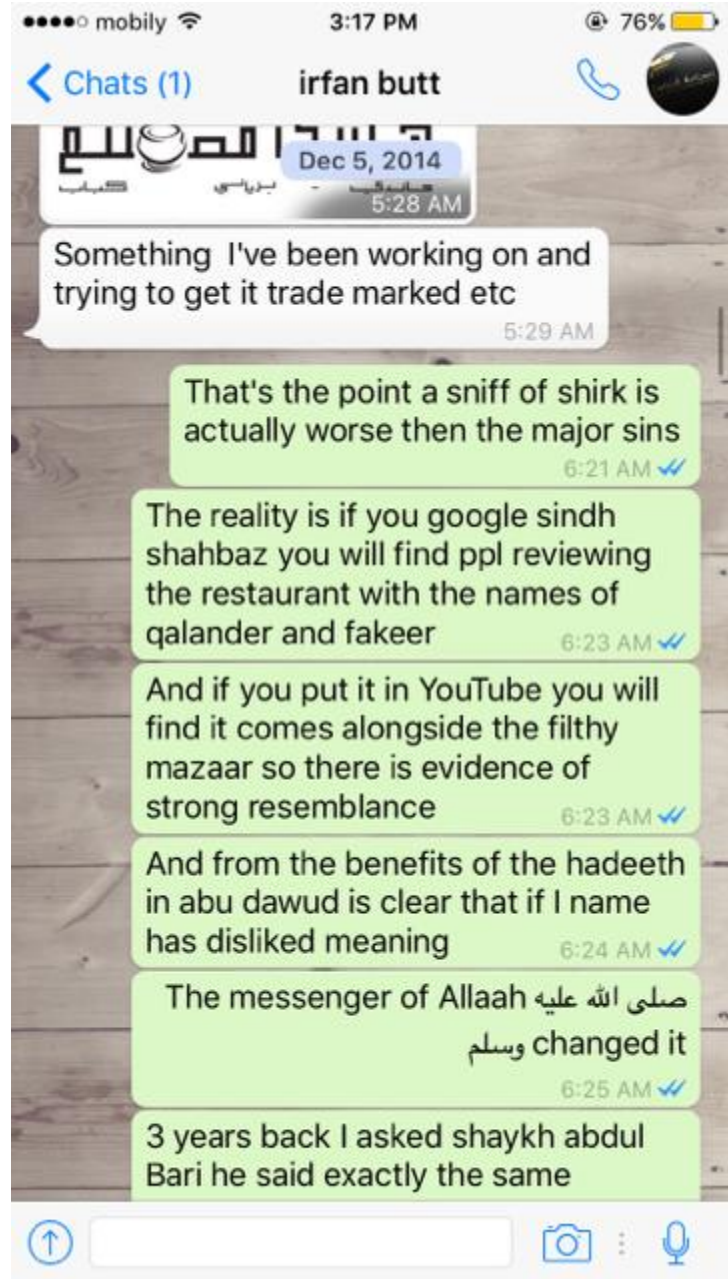 mobily 3:17 PM 76%
Chats (1) irfan butt
Dec 5, 2014
كباب - برياني -
5:28 AM
Something I've been working on and
trying to get it trade marked etc
5:29 AM
That's the point a sniff of shirk is
actually worse then the major sins
6:21 AM
The reality is if you google sindh
shahbaz you will find ppl reviewing
the restaurant with the names of
qalander and fakeer 6:23 AM
And if you put it in YouTube you will
find it comes alongside the filthy
mazaar so there is evidence of
strong resemblance 6:23 AM
And from the benefits of the hadeeth
in abu dawud is clear that if I name
has disliked meaning 6:24 AM
The messenger of Allaah صلى الله عليه
وسلم changed it
6:25 AM
3 years back I asked shaykh abdul
Bari he said exactly the same